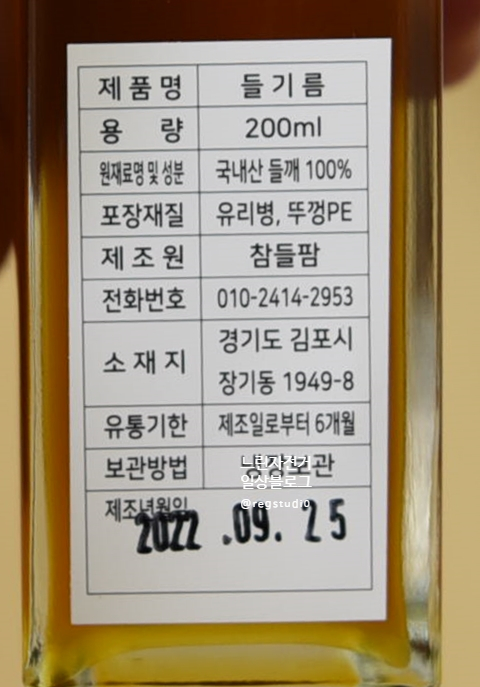 제품명 들기름
용량 200ml
원재료명 및 성분 국내산 들깨 100%
포장재질 유리병, 뚜껑PE
제조원 참들팜
전화번호 010-2414-2953
소재지 경기도 김포시
장기동 1949-8
유통기한 제조일로부터 6개월
보관방법 냉장보관
느린자전거
일상블로그
@regstudi0
제조년월일
2022.09.25